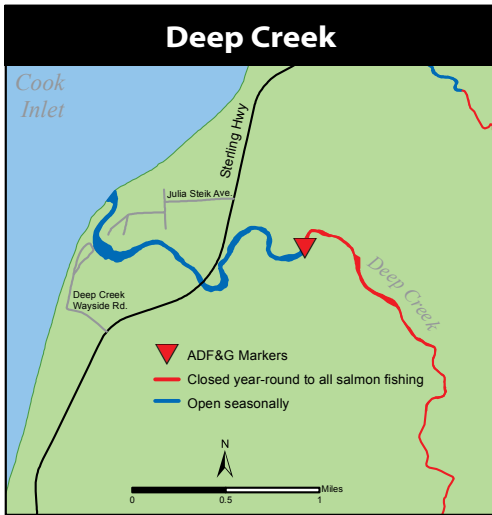 Deep Creek
Cook
Inlet
Sterling Hwy
Julia Steik Ave.
Deep Creek
Deep Creek
Wayside Rd.
ADF&G Markers
Closed year-round to all salmon fishing
Open seasonally
N
Miles
0 0.5 1